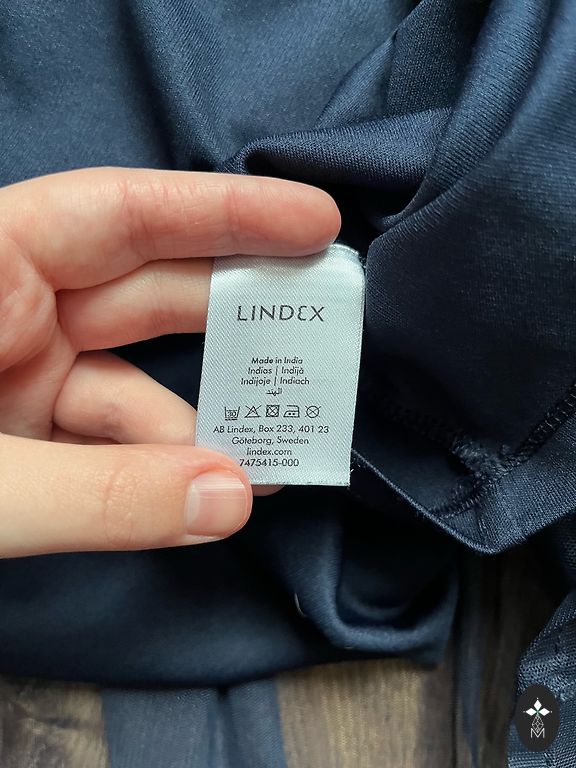 LINDEX
Made in India
Indias | Indijā
Indijoje | Indiach
الهند
30
AB Lindex, Box 233, 401 23
Göteborg, Sweden
lindex.com
7475415-000
M